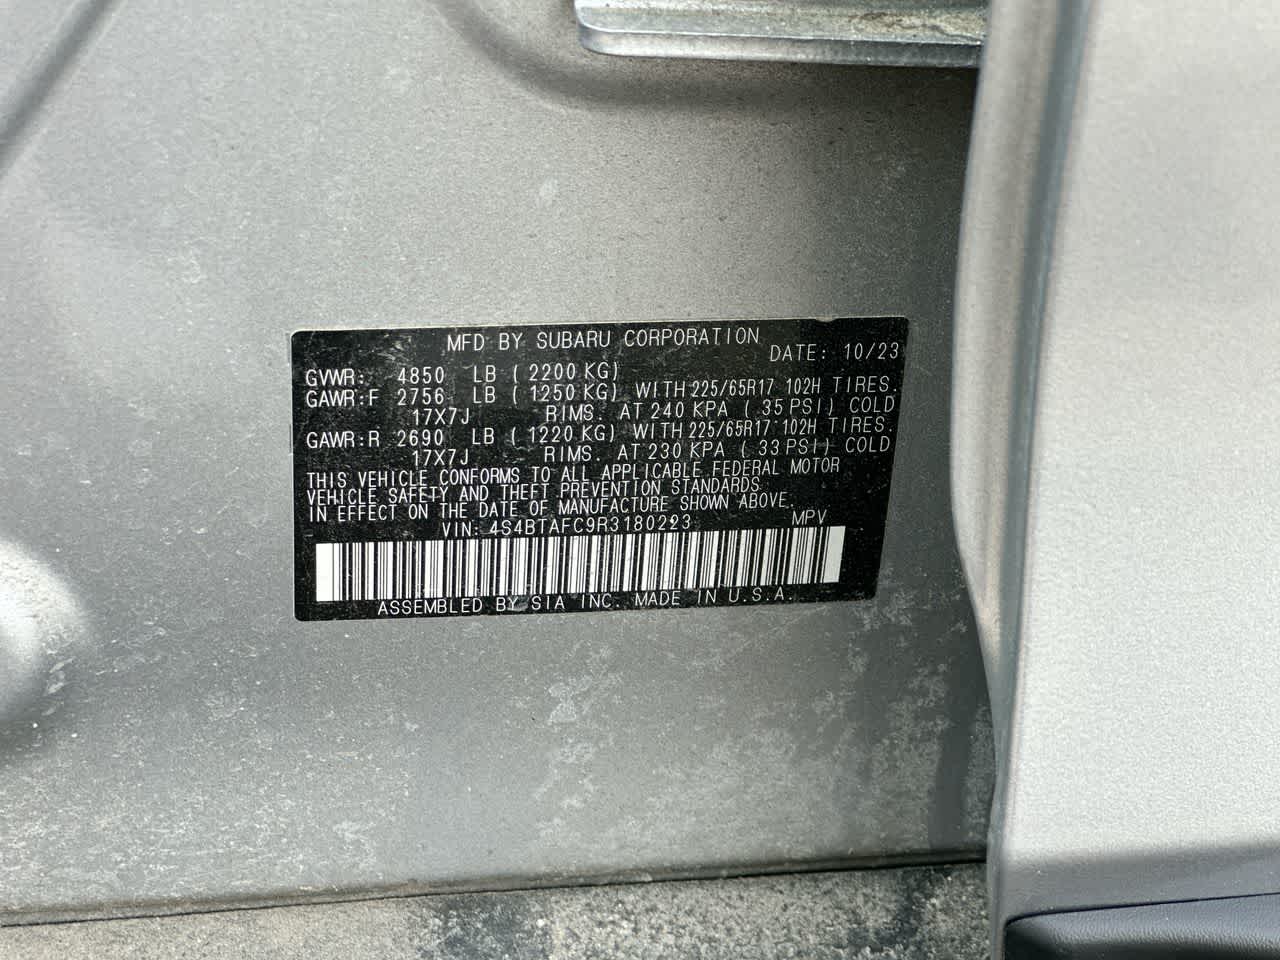 MFD BY SUBARU CORPORATION
DATE: 10/23
GVWR: 4850 LB ( 2200 KG)
GAWR:F 2756 LB ( 1250 KG) WITH 225/65R17 102H TIRES.
17X7J RIMS. AT 240 KPA ( 35 PSI) COLD
GAWR:R 2690 LB ( 1220 KG) WITH 225/65R17 102H TIRES.
17X7J RIMS. AT 230 KPA ( 33 PSI) COLD
THIS VEHICLE CONFORMS TO ALL APPLICABLE FEDERAL MOTOR
VEHICLE SAFETY AND THEFT PREVENTION STANDARDS
IN EFFECT ON THE DATE OF MANUFACTURE SHOWN ABOVE.
VIN: 4S4BTAFC9R3180223 MPV
ASSEMBLED BY SIA INC. MADE IN U.S.A.